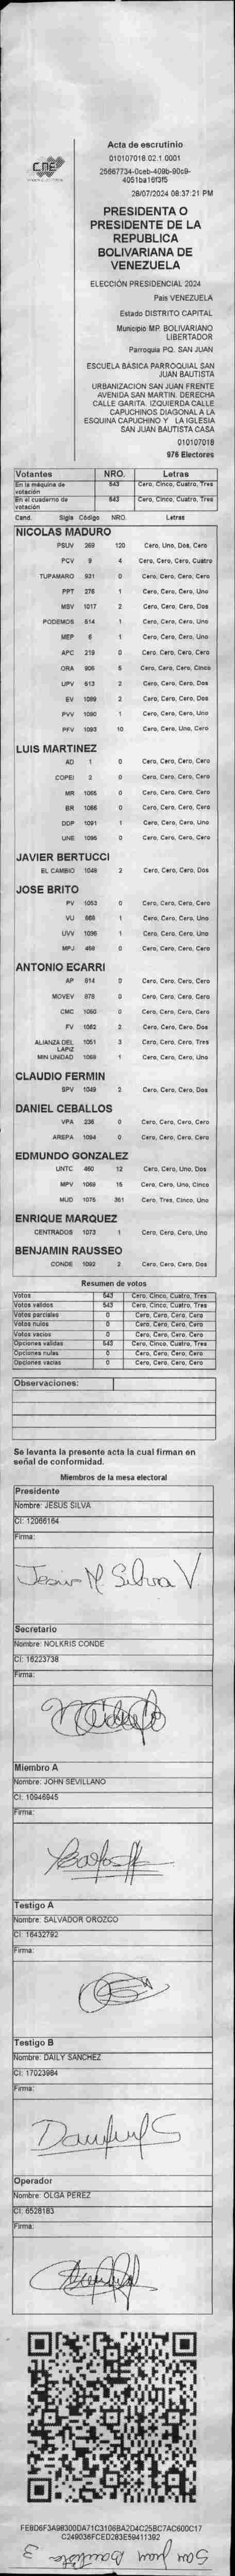 CNE
Acta de escrutinio
010107018.02.1.0001
25667734-0ceb-409b-90c9-
4051ba16f3f5
28/07/2024 08:37:21 PM
PRESIDENTA O
PRESIDENTE DE LA
REPUBLICA
BOLIVARIANA DE
VENEZUELA
ELECCIÓN PRESIDENCIAL 2024
País VENEZUELA
Estado DISTRITO CAPITAL
Municipio MP. BOLIVARIANO
LIBERTADOR
Parroquia PQ. SAN JUAN
ESCUELA BÁSICA PARROQUIAL SAN
JUAN BAUTISTA
URBANIZACIÓN SAN JUAN FRENTE
AVENIDA SAN MARTIN. DERECHA
CALLE GARITA. IZQUIERDA CALLE
CAPUCHINOS DIAGONAL A LA
ESQUINA CAPUCHINO Y LA IGLESIA
SAN JUAN BAUTISTA CASA
010107018
976 Electores
Votantes NRO. Letras
En la máquina de votación 543 Cero, Cinco, Cuatro, Tres
En el cuaderno de votación 543 Cero, Cinco, Cuatro, Tres
Cand. Sigla Código NRO. Letras
NICOLAS MADURO
PSUV 269 120 Cero, Uno, Dos, Cero
PCV 9 4 Cero, Cero, Cero, Cuatro
TUPAMARO 931 0 Cero, Cero, Cero, Cero
PPT 276 1 Cero, Cero, Cero, Uno
MSV 1017 2 Cero, Cero, Cero, Dos
PODEMOS 514 1 Cero, Cero, Cero, Uno
MEP 6 1 Cero, Cero, Cero, Uno
APC 219 0 Cero, Cero, Cero, Cero
ORA 906 5 Cero, Cero, Cero, Cinco
UPV 613 2 Cero, Cero, Cero, Dos
EV 1089 2 Cero, Cero, Cero, Dos
PVV 1090 1 Cero, Cero, Cero, Uno
PFV 1093 10 Cero, Cero, Uno, Cero
LUIS MARTINEZ
AD 1 0 Cero, Cero, Cero, Cero
COPEI 2 0 Cero, Cero, Cero, Cero
MR 1065 0 Cero, Cero, Cero, Cero
BR 1066 0 Cero, Cero, Cero, Cero
DDP 1091 1 Cero, Cero, Cero, Uno
UNE 1095 0 Cero, Cero, Cero, Cero
JAVIER BERTUCCI
EL CAMBIO 1048 2 Cero, Cero, Cero, Dos
JOSE BRITO
PV 1053 0 Cero, Cero, Cero, Cero
VU 866 1 Cero, Cero, Cero, Uno
UVV 1096 1 Cero, Cero, Cero, Uno
MPJ 458 0 Cero, Cero, Cero, Cero
ANTONIO ECARRI
AP 814 0 Cero, Cero, Cero, Cero
MOVEV 878 0 Cero, Cero, Cero, Cero
CMC 1050 0 Cero, Cero, Cero, Cero
FV 1062 2 Cero, Cero, Cero, Dos
ALIANZA DEL LAPIZ 1051 3 Cero, Cero, Cero, Tres
MIN UNIDAD 1069 1 Cero, Cero, Cero, Uno
CLAUDIO FERMIN
SPV 1049 2 Cero, Cero, Cero, Dos
DANIEL CEBALLOS
VPA 236 0 Cero, Cero, Cero, Cero
AREPA 1094 0 Cero, Cero, Cero, Cero
EDMUNDO GONZALEZ
UNTC 460 12 Cero, Cero, Uno, Dos
MPV 1069 15 Cero, Cero, Uno, Cinco
MUD 1075 351 Cero, Tres, Cinco, Uno
ENRIQUE MARQUEZ
CENTRADOS 1073 1 Cero, Cero, Cero, Uno
BENJAMIN RAUSSEO
CONDE 1092 2 Cero, Cero, Cero, Dos
Resumen de votos
Votos 543 Cero, Cinco, Cuatro, Tres
Votos validos 543 Cero, Cinco, Cuatro, Tres
Votos parciales 0 Cero, Cero, Cero, Cero
Votos nulos 0 Cero, Cero, Cero, Cero
Votos vacios 0 Cero, Cero, Cero, Cero
Opciones validas 543 Cero, Cinco, Cuatro, Tres
Opciones nulas 0 Cero, Cero, Cero, Cero
Opciones vacias 0 Cero, Cero, Cero, Cero
Observaciones:
Se levanta la presente acta la cual firman en
señal de conformidad.
Miembros de la mesa electoral
Presidente
Nombre: JESUS SILVA
CI: 12066164
Firma:
Jesus M Silva V
Secretario
Nombre: NOLKRIS CONDE
CI: 16223738
Firma:
Miembro A
Nombre: JOHN SEVILLANO
CI: 10946945
Firma:
Testigo A
Nombre: SALVADOR OROZCO
CI: 16432792
Firma:
Testigo B
Nombre: DAILY SANCHEZ
CI: 17023984
Firma:
Operador
Nombre: OLGA PEREZ
CI: 6526183
Firma:
FE8D6F3A98300DA71C3106BA2D4C25BC7AC600C17
C249036FCED283E59411392
San Juan Bautista 3